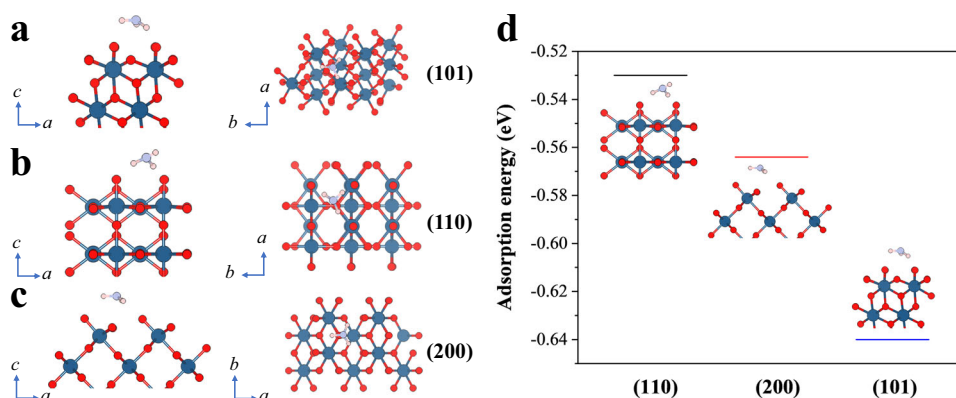 a
c
a
a
b
(101)
b
c
a
a
b
(110)
c
c
a
b
a
(200)
d
Adsorption energy (eV)
-0.52
-0.54
-0.56
-0.58
-0.60
-0.62
-0.64
(110) (200) (101)